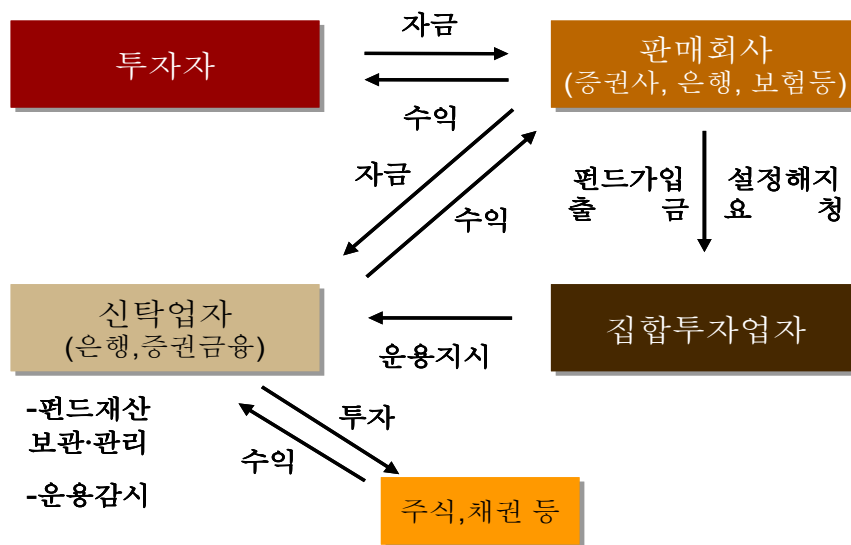 자금
투자자
판매회사
(증권사, 은행, 보험등)
수익
자금
수익
펀드가입
출 금
설정해지
요 청
신탁업자
(은행,증권금융)
집합투자업자
운용지시
-펀드재산
보관·관리
-운용감시
투자
수익
주식,채권 등